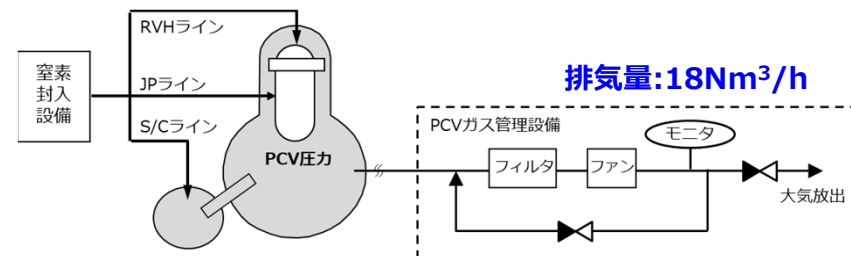 RVHライン
窒素
封入
設備
JPライン
S/Cライン
PCV圧力
排気量:18Nm³/h
PCVガス管理設備
モニタ
フィルタ
ファン
大気放出